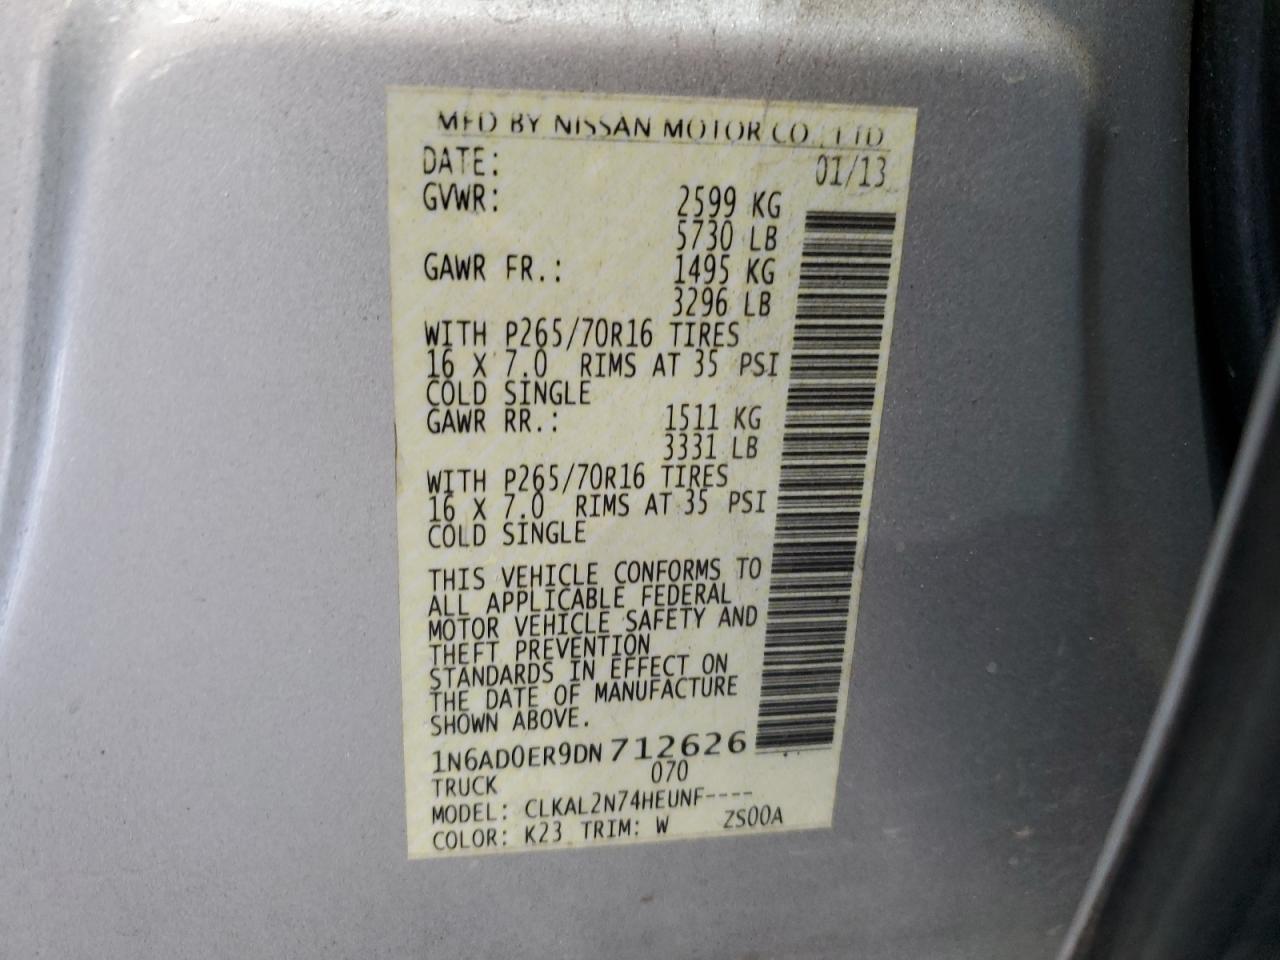 MFD BY NISSAN MOTOR CO., LTD
DATE: 01/13
GVWR: 2599 KG
5730 LB
GAWR FR.: 1495 KG
3296 LB
WITH P265/70R16 TIRES
16 X 7.0 RIMS AT 35 PSI
COLD SINGLE
GAWR RR.: 1511 KG
3331 LB
WITH P265/70R16 TIRES
16 X 7.0 RIMS AT 35 PSI
COLD SINGLE
THIS VEHICLE CONFORMS TO
ALL APPLICABLE FEDERAL
MOTOR VEHICLE SAFETY AND
THEFT PREVENTION
STANDARDS IN EFFECT ON
THE DATE OF MANUFACTURE
SHOWN ABOVE.
1N6AD0ER9DN712626
TRUCK 070
MODEL: CLKAL2N74HEUNF----
COLOR: K23 TRIM: W ZS00A